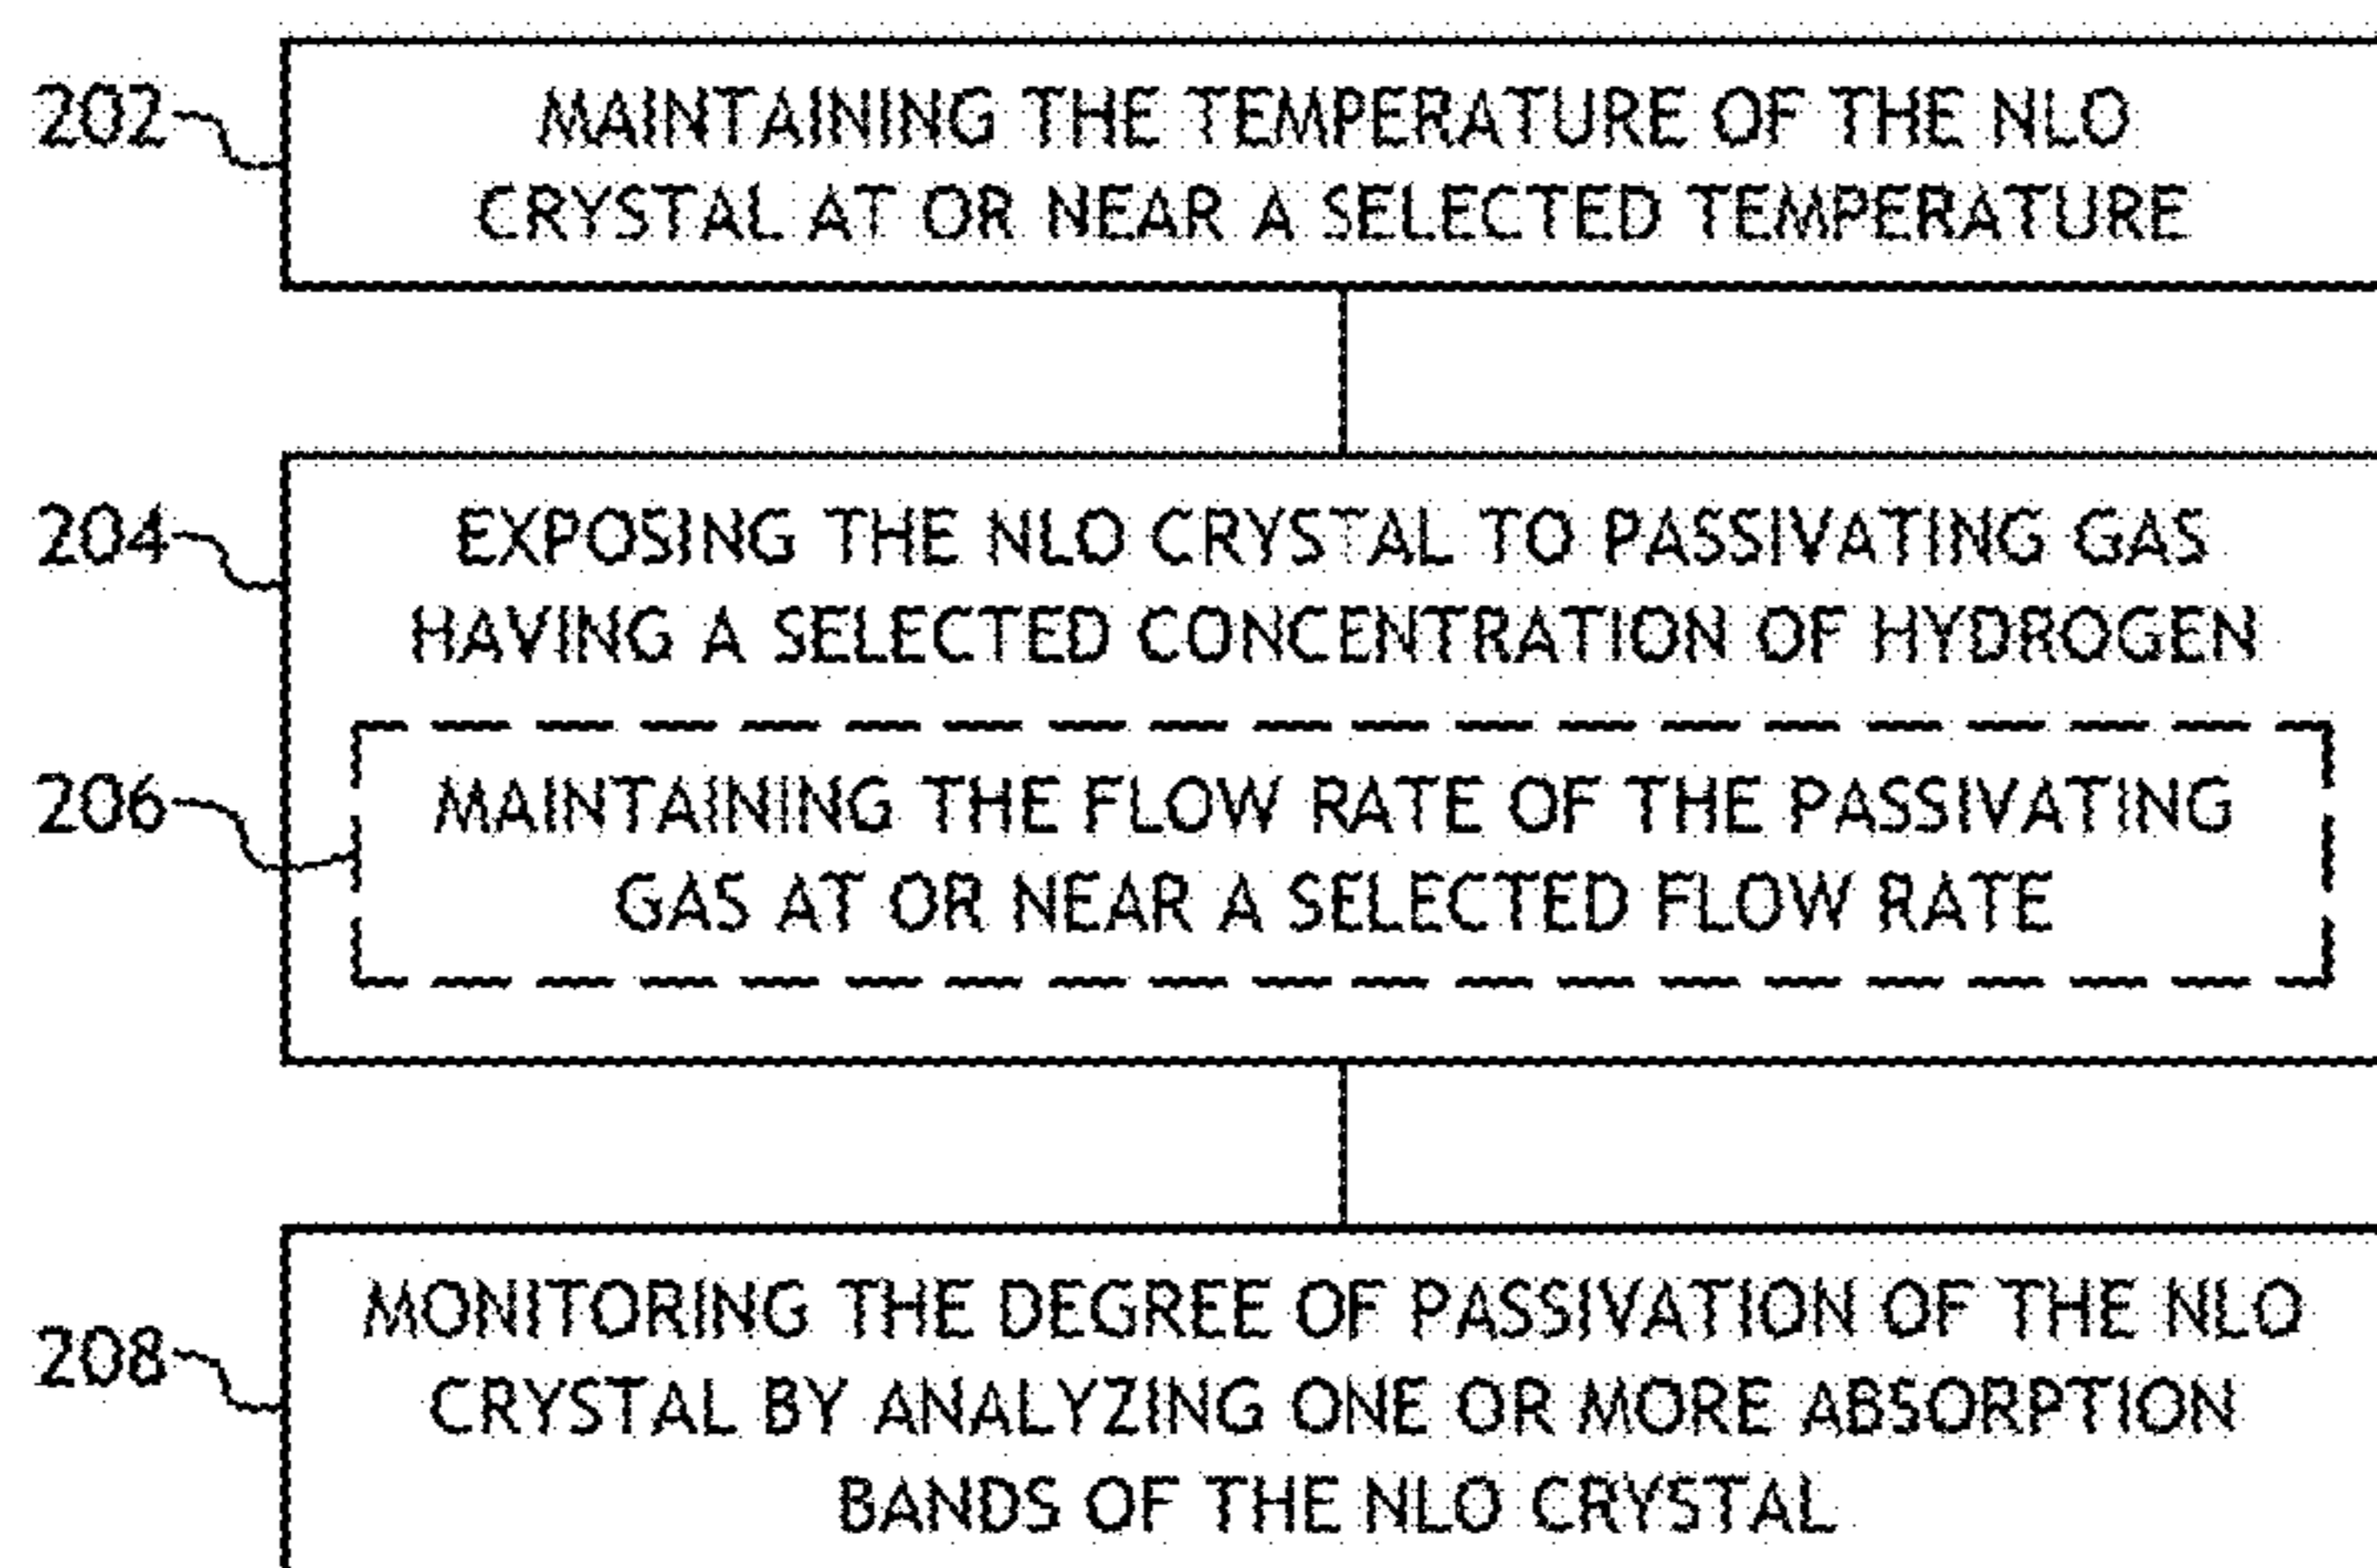 202
MAINTAINING THE TEMPERATURE OF THE NLO
CRYSTAL AT OR NEAR A SELECTED TEMPERATURE
204
EXPOSING THE NLO CRYSTAL TO PASSIVATING GAS
HAVING A SELECTED CONCENTRATION OF HYDROGEN
206
MAINTAINING THE FLOW RATE OF THE PASSIVATING
GAS AT OR NEAR A SELECTED FLOW RATE
208
MONITORING THE DEGREE OF PASSIVATION OF THE NLO
CRYSTAL BY ANALYZING ONE OR MORE ABSORPTION
BANDS OF THE NLO CRYSTAL